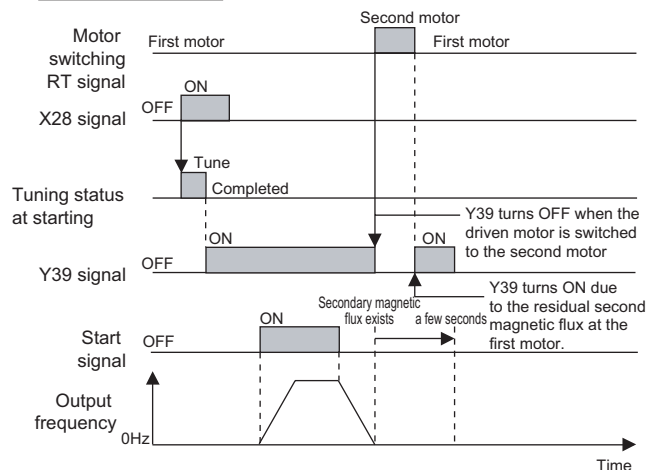 Second motor
Motor
switching
RT signal
First motor
First motor
ON
OFF
X28 signal
Tune
Completed
Tuning status
at starting
Y39 turns OFF when the
driven motor is switched
to the second motor
ON
ON
OFF
Y39 signal
Y39 turns ON due
to the residual second
magnetic flux at the
first motor.
Secondary magnetic
flux exists
a few seconds
ON
Start
signal
OFF
Output
frequency
0Hz
Time